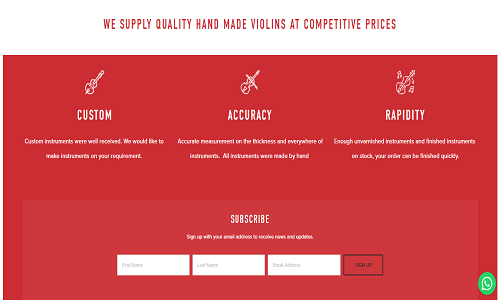 WE SUPPLY QUALITY HAND MADE VIOLINS AT COMPETITIVE PRICES
CUSTOM
Custom instruments were well received. We would like to
make instruments on your requirement.
ACCURACY
Accurate measurement on the thickness and everywhere of
instruments. All instruments were made by hand
RAPIDITY
Enough unvarnished instruments and finished instruments
on stock, your order can be finished quickly.
SUBSCRIBE
Sign up with your email address to receive news and updates.
First Name
Last Name
Email Address
SIGN UP